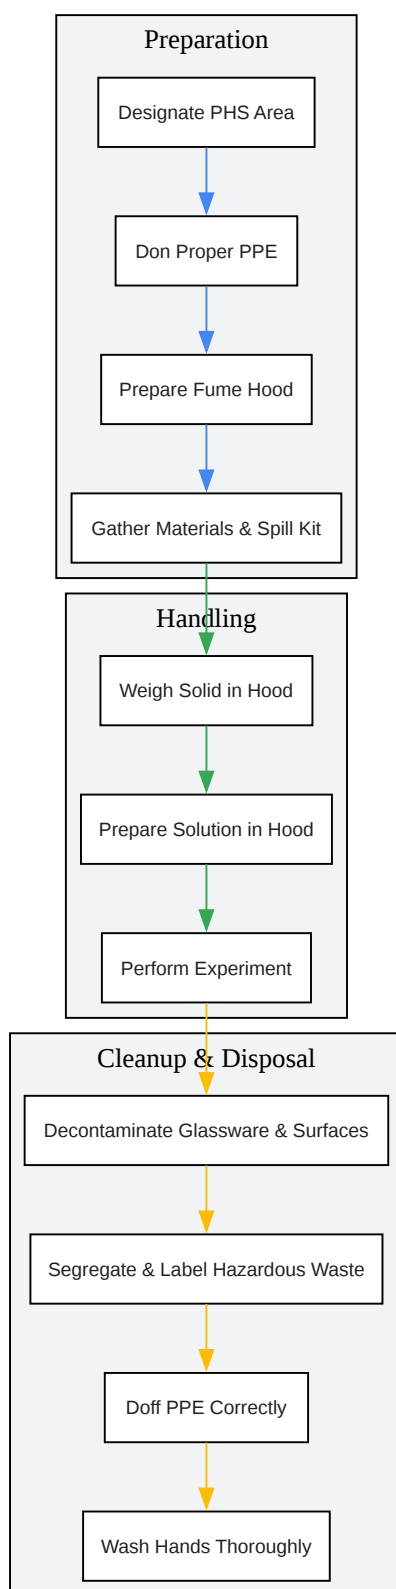 Preparation
Designate PHS Area
Don Proper PPE
Prepare Fume Hood
Gather Materials & Spill Kit
Handling
Weigh Solid in Hood
Prepare Solution in Hood
Perform Experiment
Cleanup & Disposal
Decontaminate Glassware & Surfaces
Segregate & Label Hazardous Waste
Doff PPE Correctly
Wash Hands Thoroughly